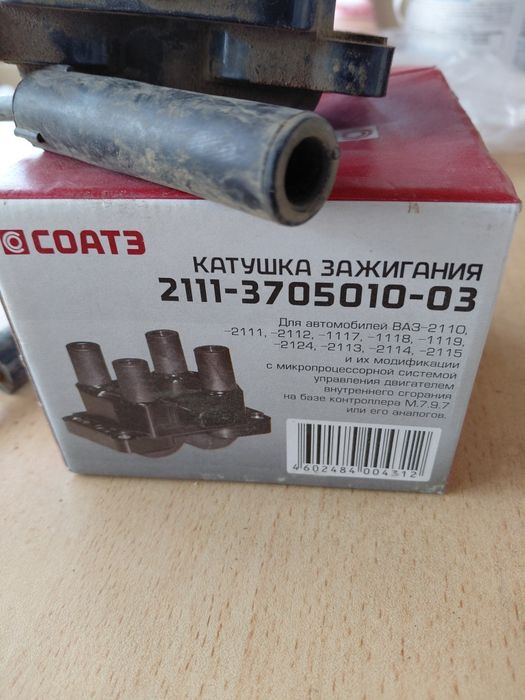 СОАТЭ
КАТУШКА ЗАЖИГАНИЯ
2111-3705010-03
Для автомобилей ВАЗ-2110,
-2111, -2112, -1117, -1118, -1119,
-2124, -2113, -2114, -2115
и их модификации
с микропроцессорной системой
управления двигателем
внутреннего сгорания
на базе контроллера М.7.9.7
или его аналогов.
4602484004312